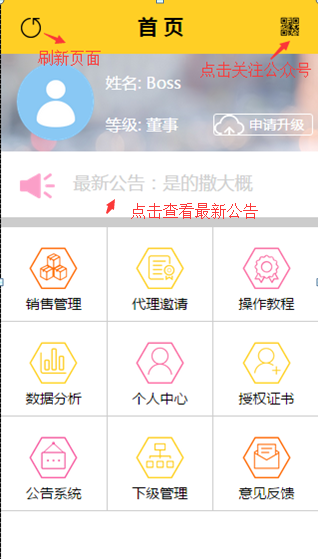 首页
刷新页面
点击关注公众号
姓名: Boss
等级: 董事
申请升级
最新公告：是的撒大概
点击查看最新公告
销售管理
代理邀请
操作教程
数据分析
个人中心
授权证书
公告系统
下级管理
意见反馈